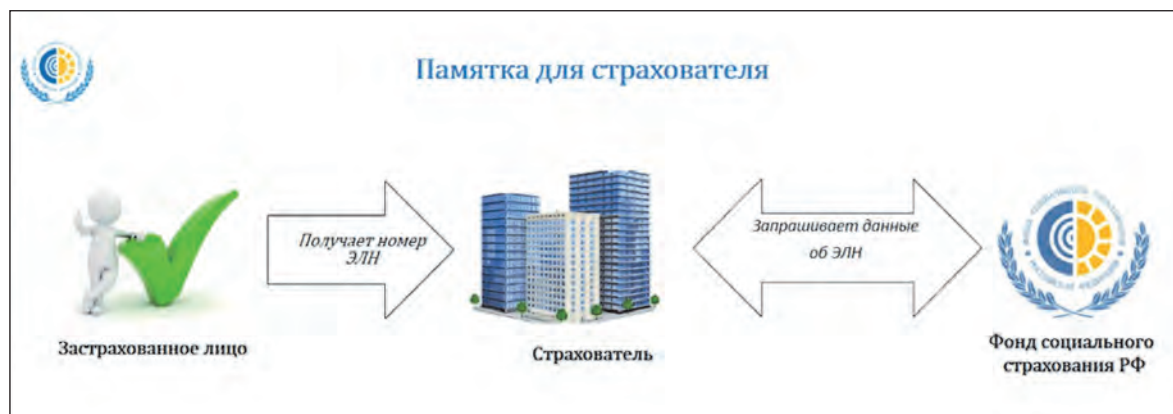 Памятка для страхователя
Получает номер
ЭЛН
Запрашивает данные
об ЭЛН
Застрахованное лицо
Страхователь
Фонд социального
страхования РФ